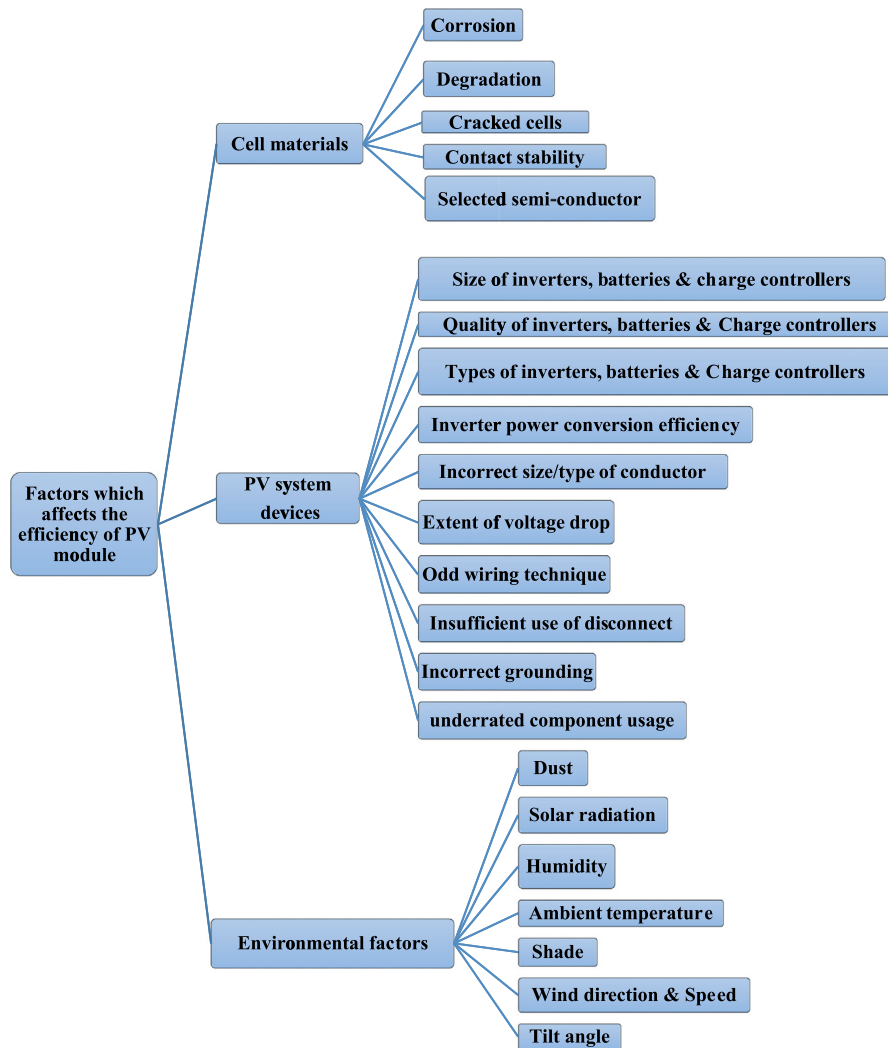 Corrosion
Degradation
Cracked cells
Cell materials
Contact stability
Selected semi-conductor
Size of inverters, batteries & charge controllers
Quality of inverters, batteries & Charge controllers
Types of inverters, batteries & Charge controllers
Inverter power conversion efficiency
Incorrect size/type of conductor
PV system
devices
Factors which
affects the
efficiency of PV
module
Extent of voltage drop
Odd wiring technique
Insufficient use of disconnect
Incorrect grounding
underrated component usage
Dust
Solar radiation
Humidity
Ambient temperature
Environmental factors
Shade
Wind direction & Speed
Tilt angle